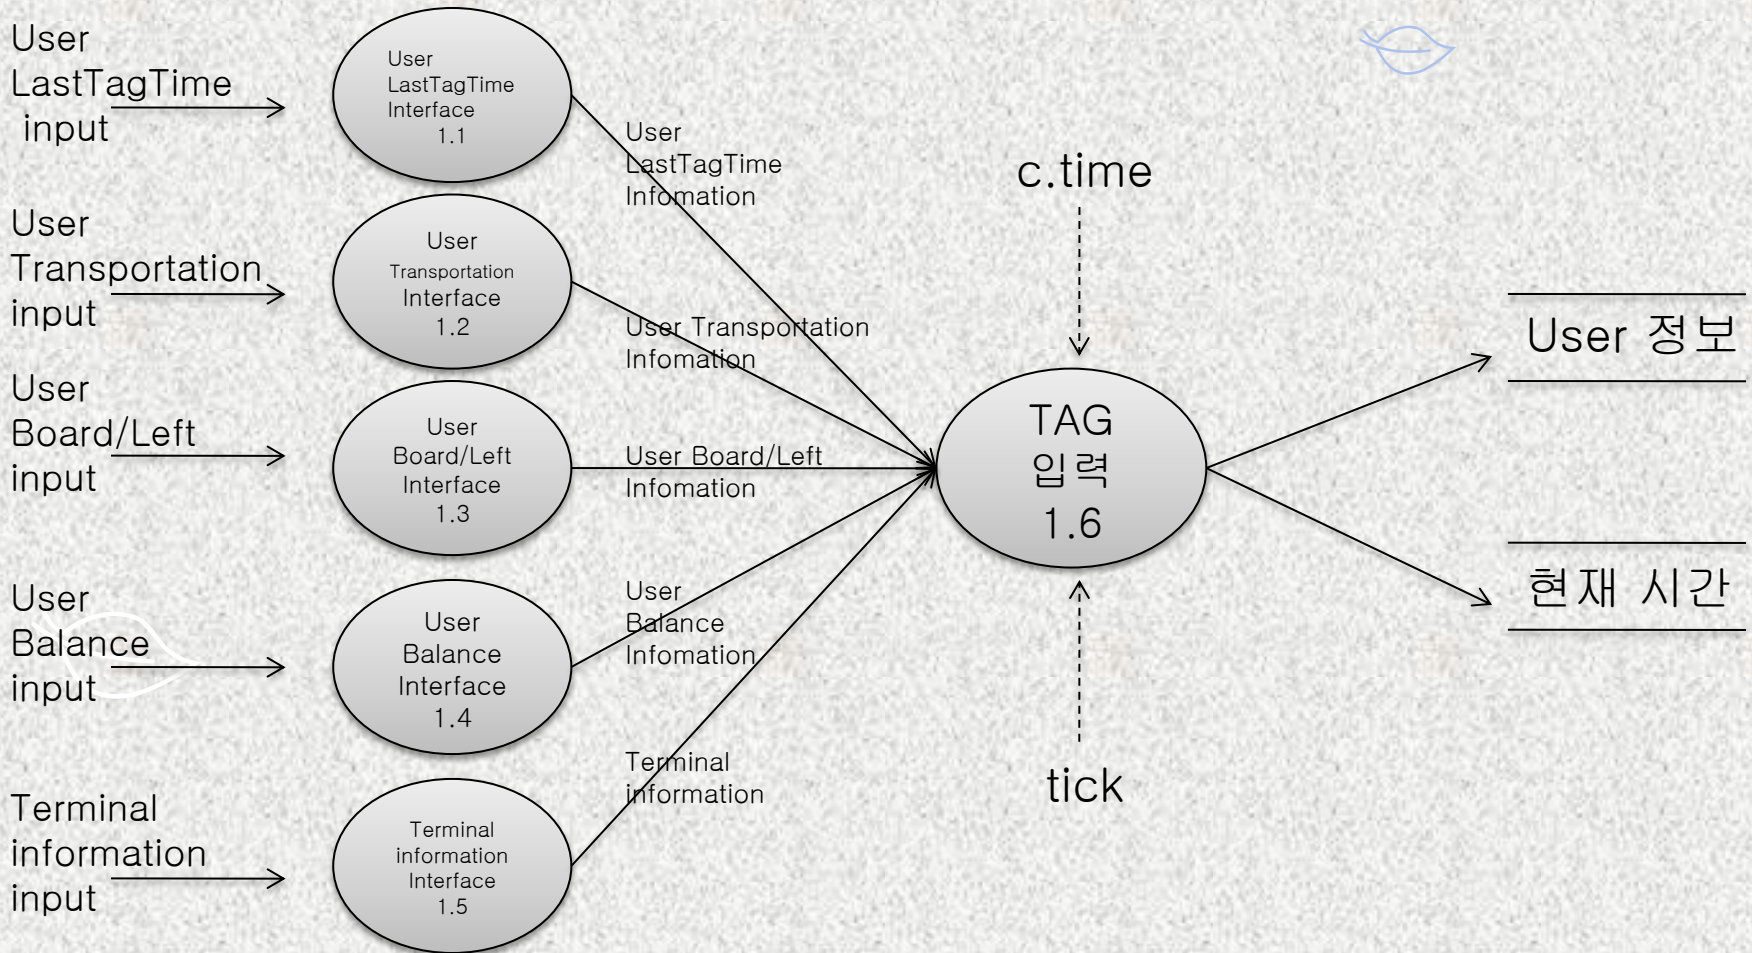 User
LastTagTime
input
User
LastTagTime
Interface
1.1
User
LastTagTime
Infomation
User
Transportation
input
User
Transportation
Interface
1.2
User Transportation
Infomation
User
Board/Left
input
User
Board/Left
Interface
1.3
User Board/Left
Infomation
User
Balance
input
User
Balance
Interface
1.4
User
Balance
Infomation
Terminal
information
input
Terminal
information
Interface
1.5
Terminal
information
c.time
TAG
입력
1.6
tick
User 정보
현재 시간